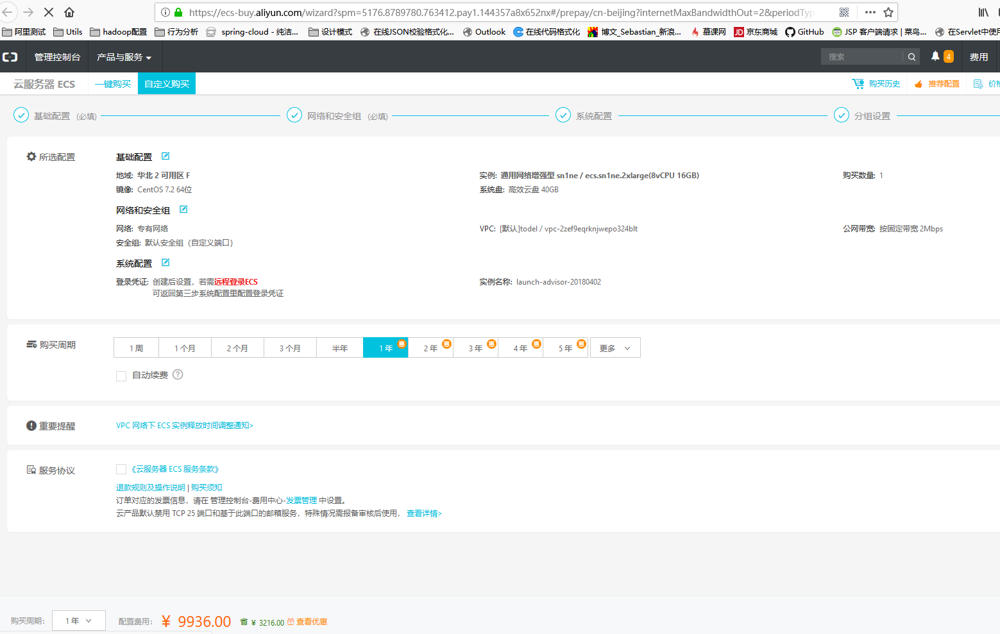 https://ecs-buy.aliyun.com/wizard?spm=5176.8789780.763412.pay1.144357a8x652nx#/prepay/cn-beijing?internetMaxBandwidthOut=2&periodTyp
阿里测试 Utils hadoop配置 行为分析 spring-cloud - 纯洁... 设计模式 在线JSON校验格式化... Outlook 在线代码格式化 博文_Sebastian_新浪... 慕课网 JD 京东商城 GitHub JSP 客户端请求 | 菜鸟... 在Servlet中使用
管理控制台 产品与服务 搜索 4 费用
云服务器 ECS 一键购买 自定义购买 购买历史 推荐配置 价格
基础配置 (必填) 网络和安全组 (必填) 系统配置 分组设置
所选配置 基础配置
地域: 华北 2 可用区 F 实例: 通用网络增强型 sn1ne / ecs.sn1ne.2xlarge(8vCPU 16GB) 购买数量: 1
镜像: CentOS 7.2 64位 系统盘: 高效云盘 40GB
网络和安全组
网络: 专有网络 VPC: [默认]todel / vpc-2zef9eqrknjwepo324blt 公网带宽: 按固定带宽 2Mbps
安全组: 默认安全组（自定义端口）
系统配置
登录凭证: 创建后设置，若需远程登录ECS 实例名称: launch-advisor-20180402
可返回第三步系统配置里配置登录凭证
购买周期 1 周 1 个月 2 个月 3 个月 半年 1 年 惠 2 年 惠 3 年 惠 4 年 惠 5 年 惠 更多
自动续费 ?
重要提醒 VPC 网络下 ECS 实例释放时间调整通知>
服务协议 《云服务器 ECS 服务条款》
退款规则及操作说明 | 购买须知
订单对应的发票信息，请在 管理控制台-费用中心-发票管理 中设置。
云产品默认禁用 TCP 25 端口和基于此端口的邮箱服务，特殊情况需报备审核后使用， 查看详情>
购买周期: 1 年 配置费用: ¥ 9936.00 省 ¥ 3216.00 查看优惠